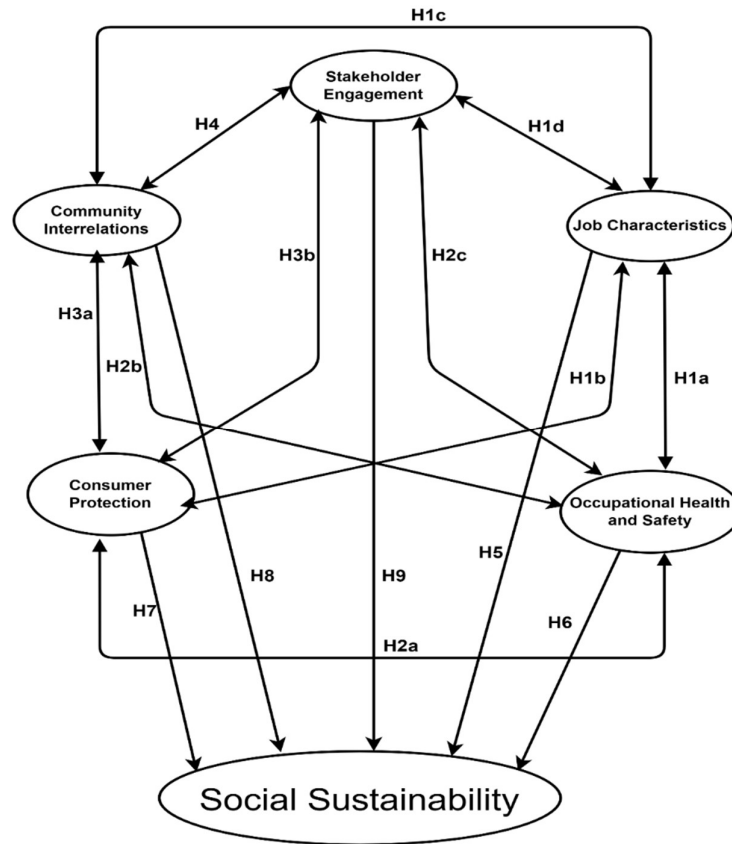 H1c
Stakeholder
Engagement
H4
H1d
Community
Interrelations
Job Characteristics
H3b
H2c
H3a
H2b
H1b
H1a
Consumer
Protection
Occupational Health
and Safety
H7
H8
H9
H5
H6
H2a
Social Sustainability